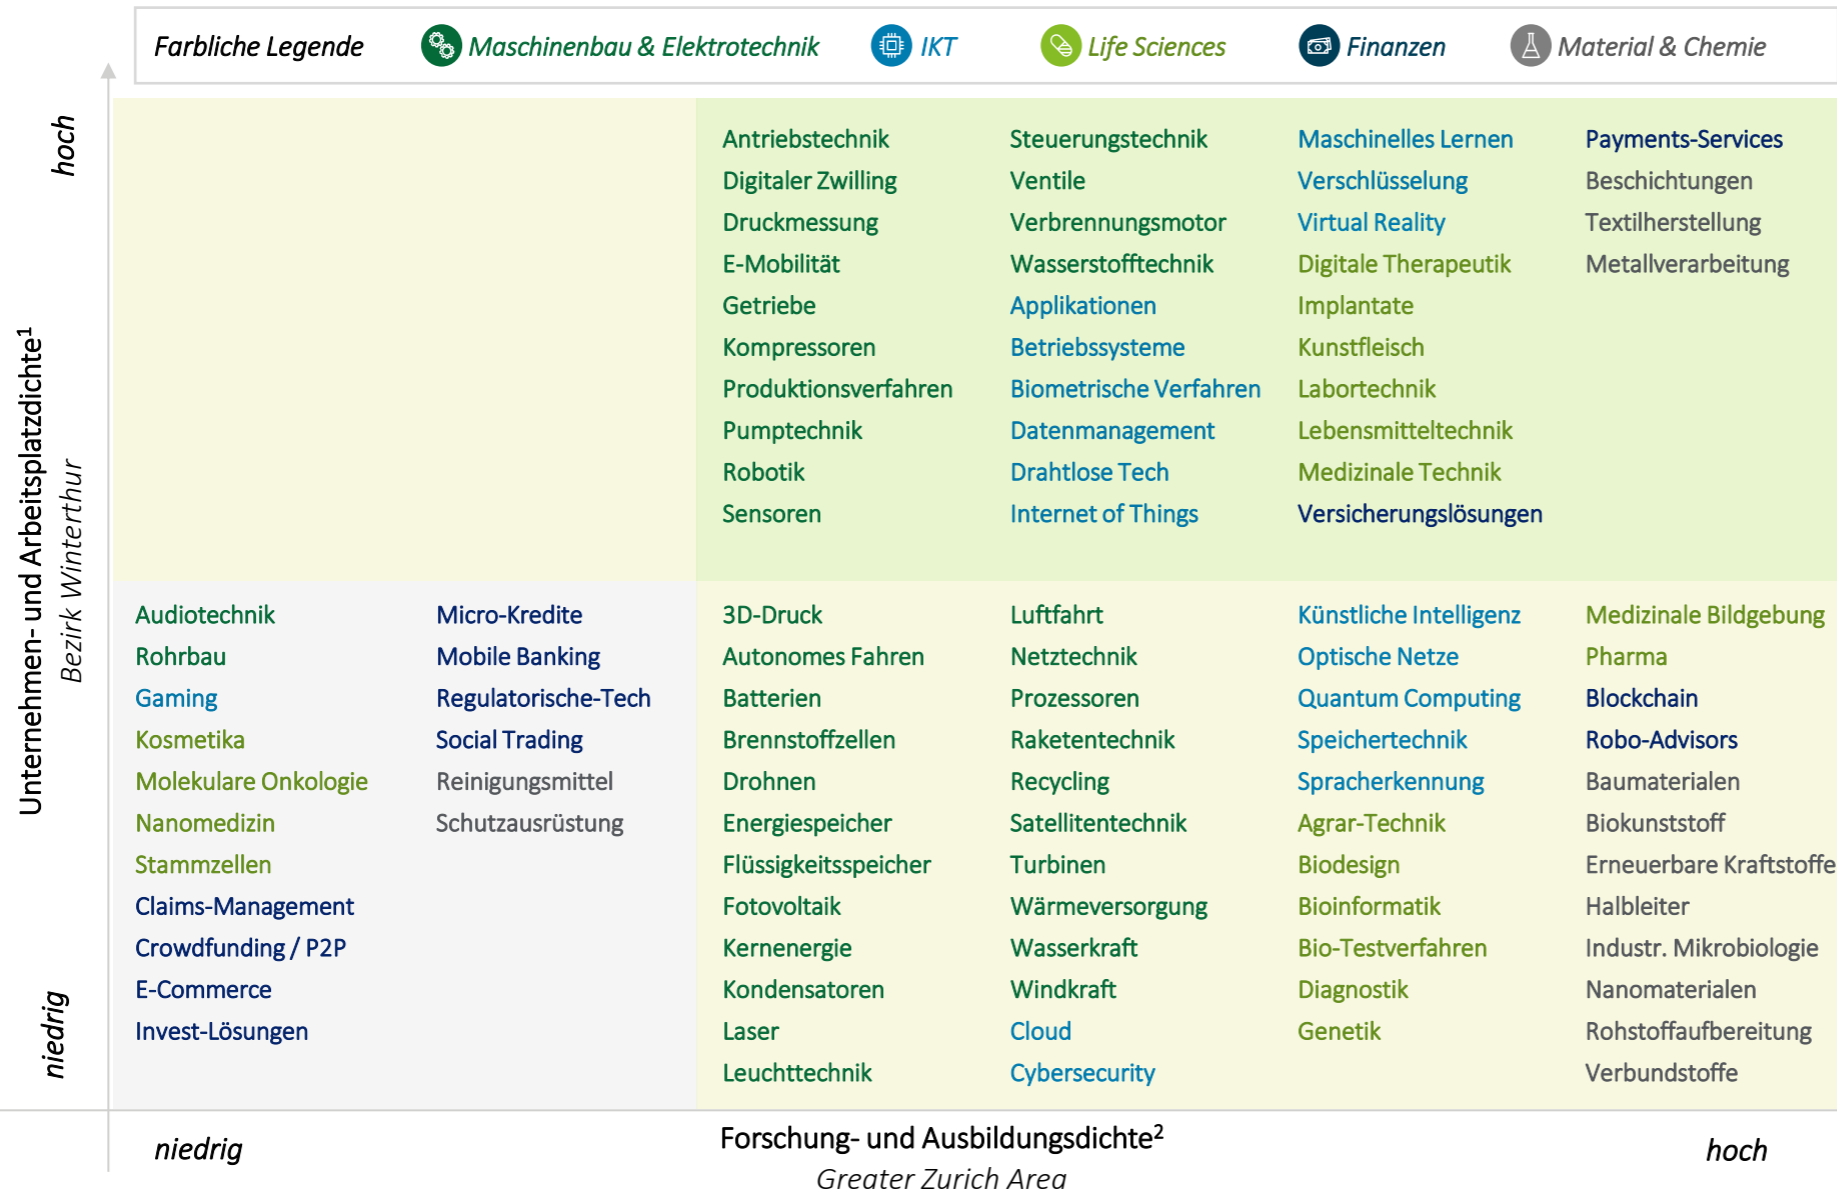 Farbliche Legende
Maschinenbau & Elektrotechnik
IKT
Life Sciences
Finanzen
Material & Chemie
hoch
Unternehmen- und Arbeitsplatzdichte¹
Bezirk Winterthur
niedrig
Antriebstechnik
Digitaler Zwilling
Druckmessung
E-Mobilität
Getriebe
Kompressoren
Produktionsverfahren
Pumptechnik
Robotik
Sensoren
Steuerungstechnik
Ventile
Verbrennungsmotor
Wasserstofftechnik
Applikationen
Betriebssysteme
Biometrische Verfahren
Datenmanagement
Drahtlose Tech
Internet of Things
Maschinelles Lernen
Verschlüsselung
Virtual Reality
Digitale Therapeutik
Implantate
Kunstfleisch
Labortechnik
Lebensmitteltechnik
Medizinale Technik
Versicherungslösungen
Payments-Services
Beschichtungen
Textilherstellung
Metallverarbeitung
Audiotechnik
Rohrbau
Gaming
Kosmetika
Molekulare Onkologie
Nanomedizin
Stammzellen
Claims-Management
Crowdfunding / P2P
E-Commerce
Invest-Lösungen
Micro-Kredite
Mobile Banking
Regulatorische-Tech
Social Trading
Reinigungsmittel
Schutzausrüstung
3D-Druck
Autonomes Fahren
Batterien
Brennstoffzellen
Drohnen
Energiespeicher
Flüssigkeitsspeicher
Fotovoltaik
Kernenergie
Kondensatoren
Laser
Leuchttechnik
Luftfahrt
Netztechnik
Prozessoren
Raketentechnik
Recycling
Satellitentechnik
Turbinen
Wärmeversorgung
Wasserkraft
Windkraft
Cloud
Cybersecurity
Künstliche Intelligenz
Optische Netze
Quantum Computing
Speichertechnik
Spracherkennung
Agrar-Technik
Biodesign
Bioinformatik
Bio-Testverfahren
Diagnostik
Genetik
Medizinale Bildgebung
Pharma
Blockchain
Robo-Advisors
Baumaterialen
Biokunststoff
Erneuerbare Kraftstoffe
Halbleiter
Industr. Mikrobiologie
Nanomaterialen
Rohstoffaufbereitung
Verbundstoffe
niedrig
Forschung- und Ausbildungsdichte²
Greater Zurich Area
hoch